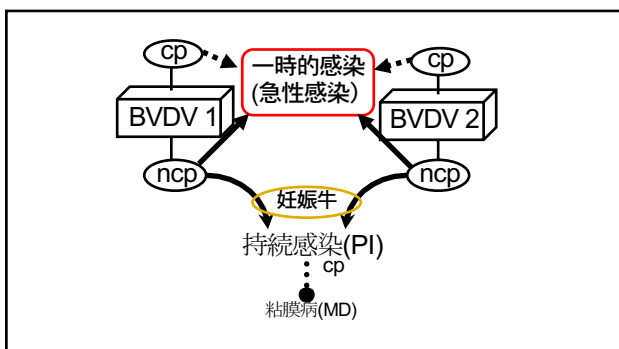 cp
cp
一時的感染
(急性感染）
BVDV 1
BVDV 2
ncp
ncp
妊娠牛
持続感染(PI)
cp
粘膜病(MD)